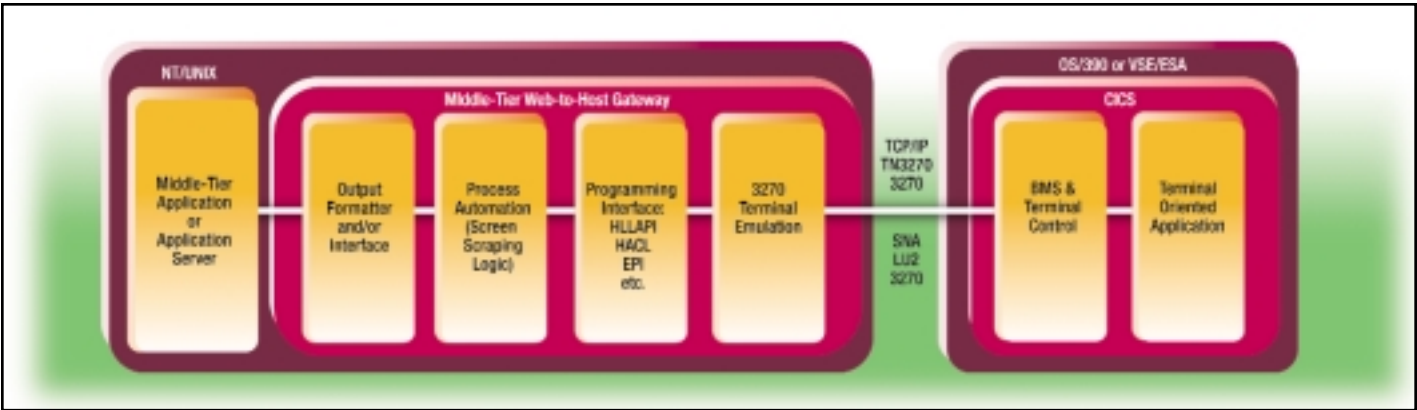 NT/UNIX
Middle-Tier
Application
or
Application
Server
Middle-Tier Web-to-Host Gateway
Output
Formatter
and/or
Interface
Process
Automation
(Screen
Scraping
Logic)
Programming
Interface:
HLLAPI
HACL
EPI
etc.
3270
Terminal
Emulation
TCP/IP
TN3270
3270
SNA
LU2
3270
OS/390 or VSE/ESA
CICS
BMS &
Terminal
Control
Terminal
Oriented
Application